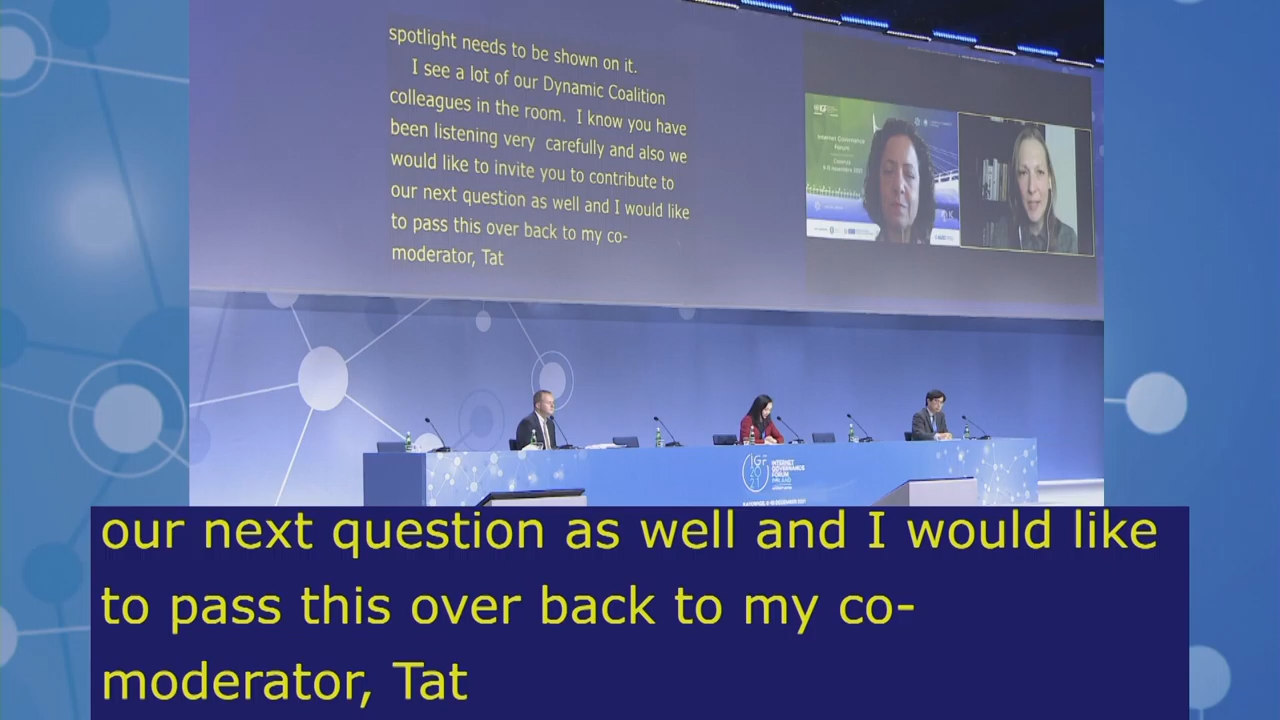 spotlight needs to be shown on it.
I see a lot of our Dynamic Coalition
colleagues in the room. I know you have
been listening very carefully and also we
would like to invite you to contribute to
our next question as well and I would like
to pass this over back to my co-
moderator, Tat
Internet Governance
Forum
IGF
20
21
INTERNET
GOVERNANCE
FORUM
our next question as well and I would like
to pass this over back to my co-
moderator, Tat